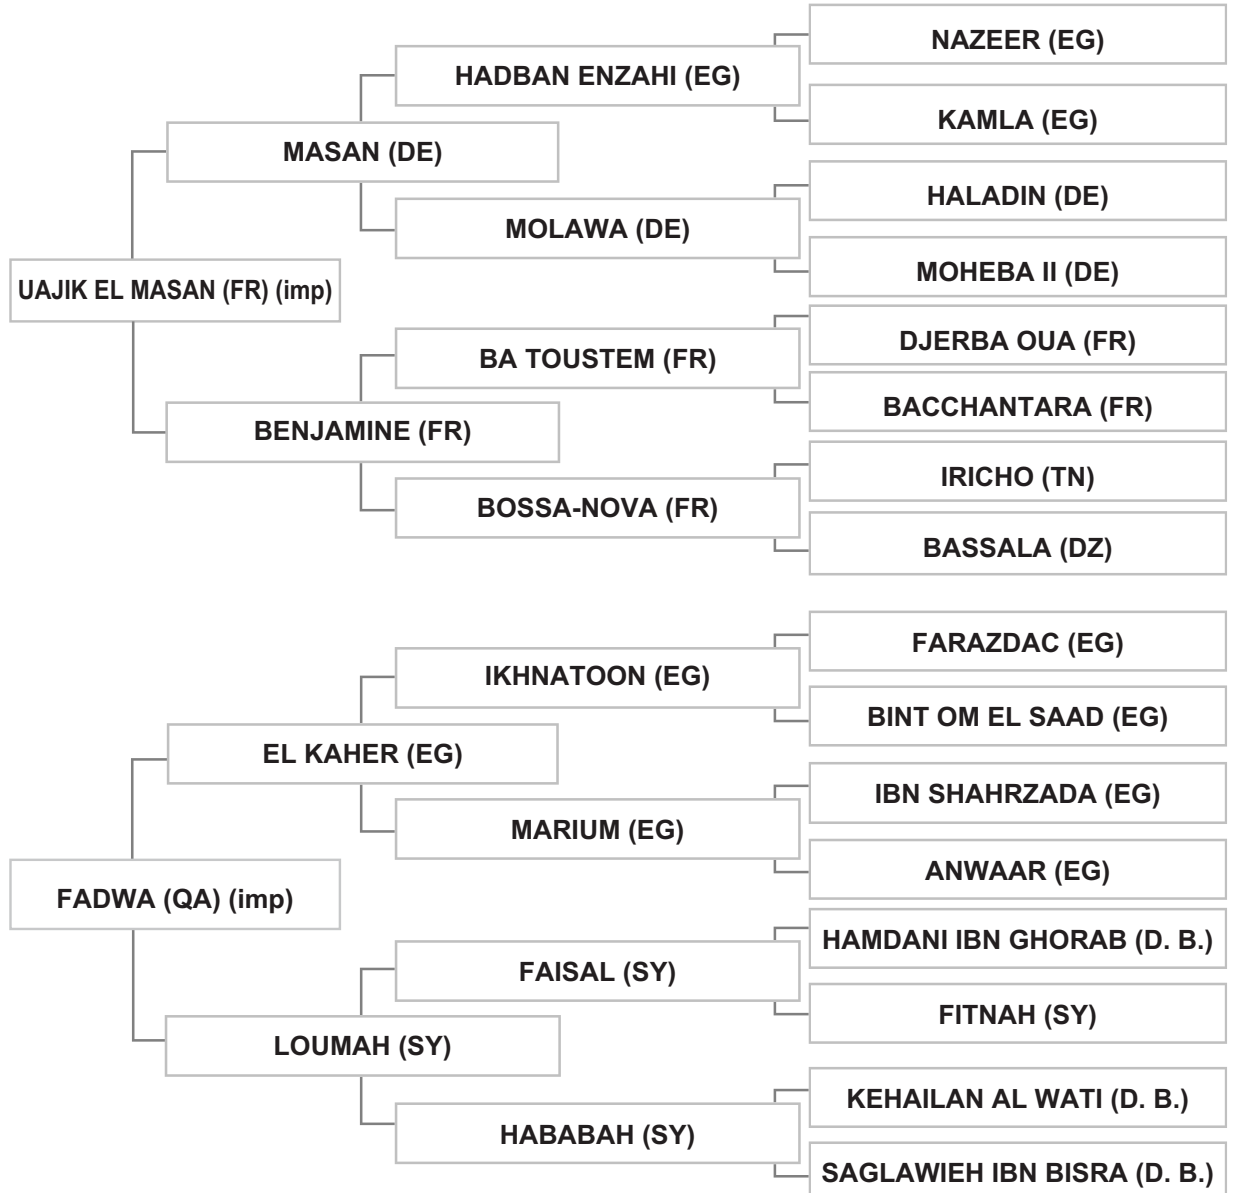 NAZEER (EG)
HADBAN ENZAHI (EG)
KAMLA (EG)
MASAN (DE)
HALADIN (DE)
MOLAWA (DE)
MOHEBA II (DE)
UAJIK EL MASAN (FR) (imp)
DJERBA OUA (FR)
BA TOUSTEM (FR)
BACCHANTARA (FR)
BENJAMINE (FR)
IRICHO (TN)
BOSSA-NOVA (FR)
BASSALA (DZ)
FARAZDAC (EG)
IKHNATOON (EG)
BINT OM EL SAAD (EG)
EL KAHER (EG)
IBN SHAHRZADA (EG)
MARIUM (EG)
ANWAAR (EG)
FADWA (QA) (imp)
HAMDANI IBN GHORAB (D. B.)
FAISAL (SY)
FITNAH (SY)
LOUMAH (SY)
KEHAILAN AL WATI (D. B.)
HABABAH (SY)
SAGLAWIEH IBN BISRA (D. B.)